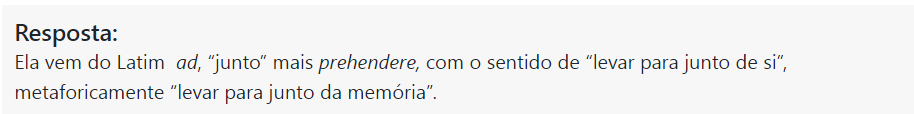 Resposta:
Ela vem do Latim  ad, “junto” mais prehendere, com o sentido de “levar para junto de si”,
metaforicamente “levar para junto da memória”.